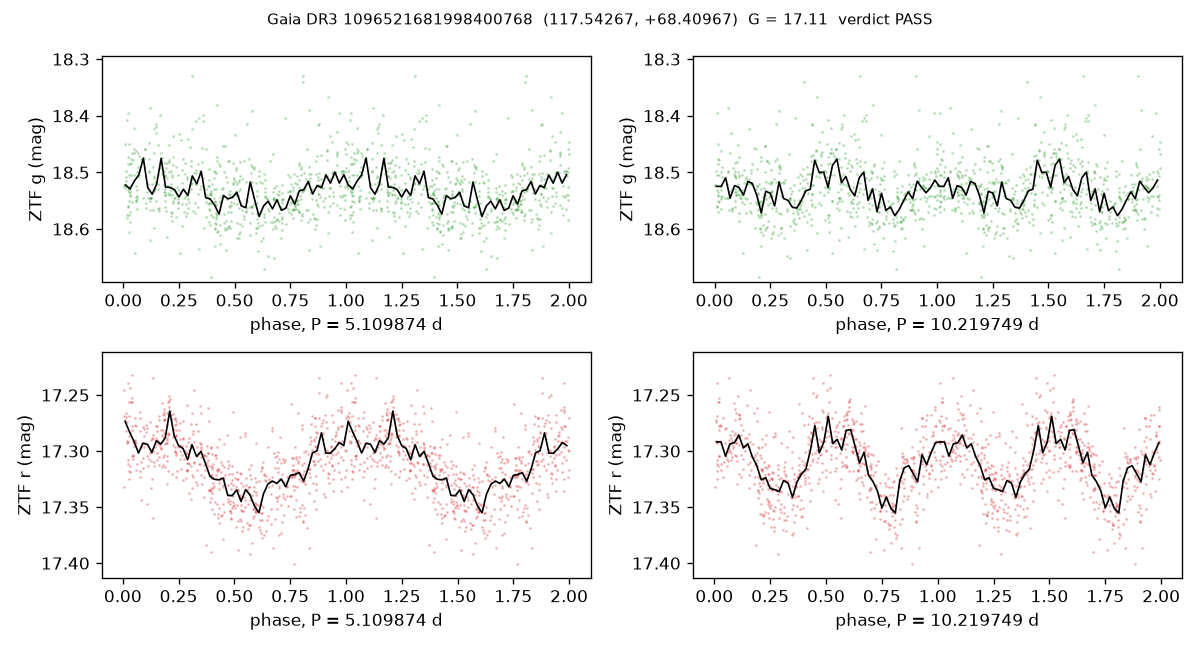 Gaia DR3 1096521681998400768  (117.54267, +68.40967)  G = 17.11  verdict PASS
ZTF g (mag)
18.3
18.4
18.5
18.6
0.00 0.25 0.50 0.75 1.00 1.25 1.50 1.75 2.00
phase, P = 5.109874 d
ZTF g (mag)
18.3
18.4
18.5
18.6
0.00 0.25 0.50 0.75 1.00 1.25 1.50 1.75 2.00
phase, P = 10.219749 d
ZTF r (mag)
17.25
17.30
17.35
17.40
0.00 0.25 0.50 0.75 1.00 1.25 1.50 1.75 2.00
phase, P = 5.109874 d
ZTF r (mag)
17.25
17.30
17.35
17.40
0.00 0.25 0.50 0.75 1.00 1.25 1.50 1.75 2.00
phase, P = 10.219749 d